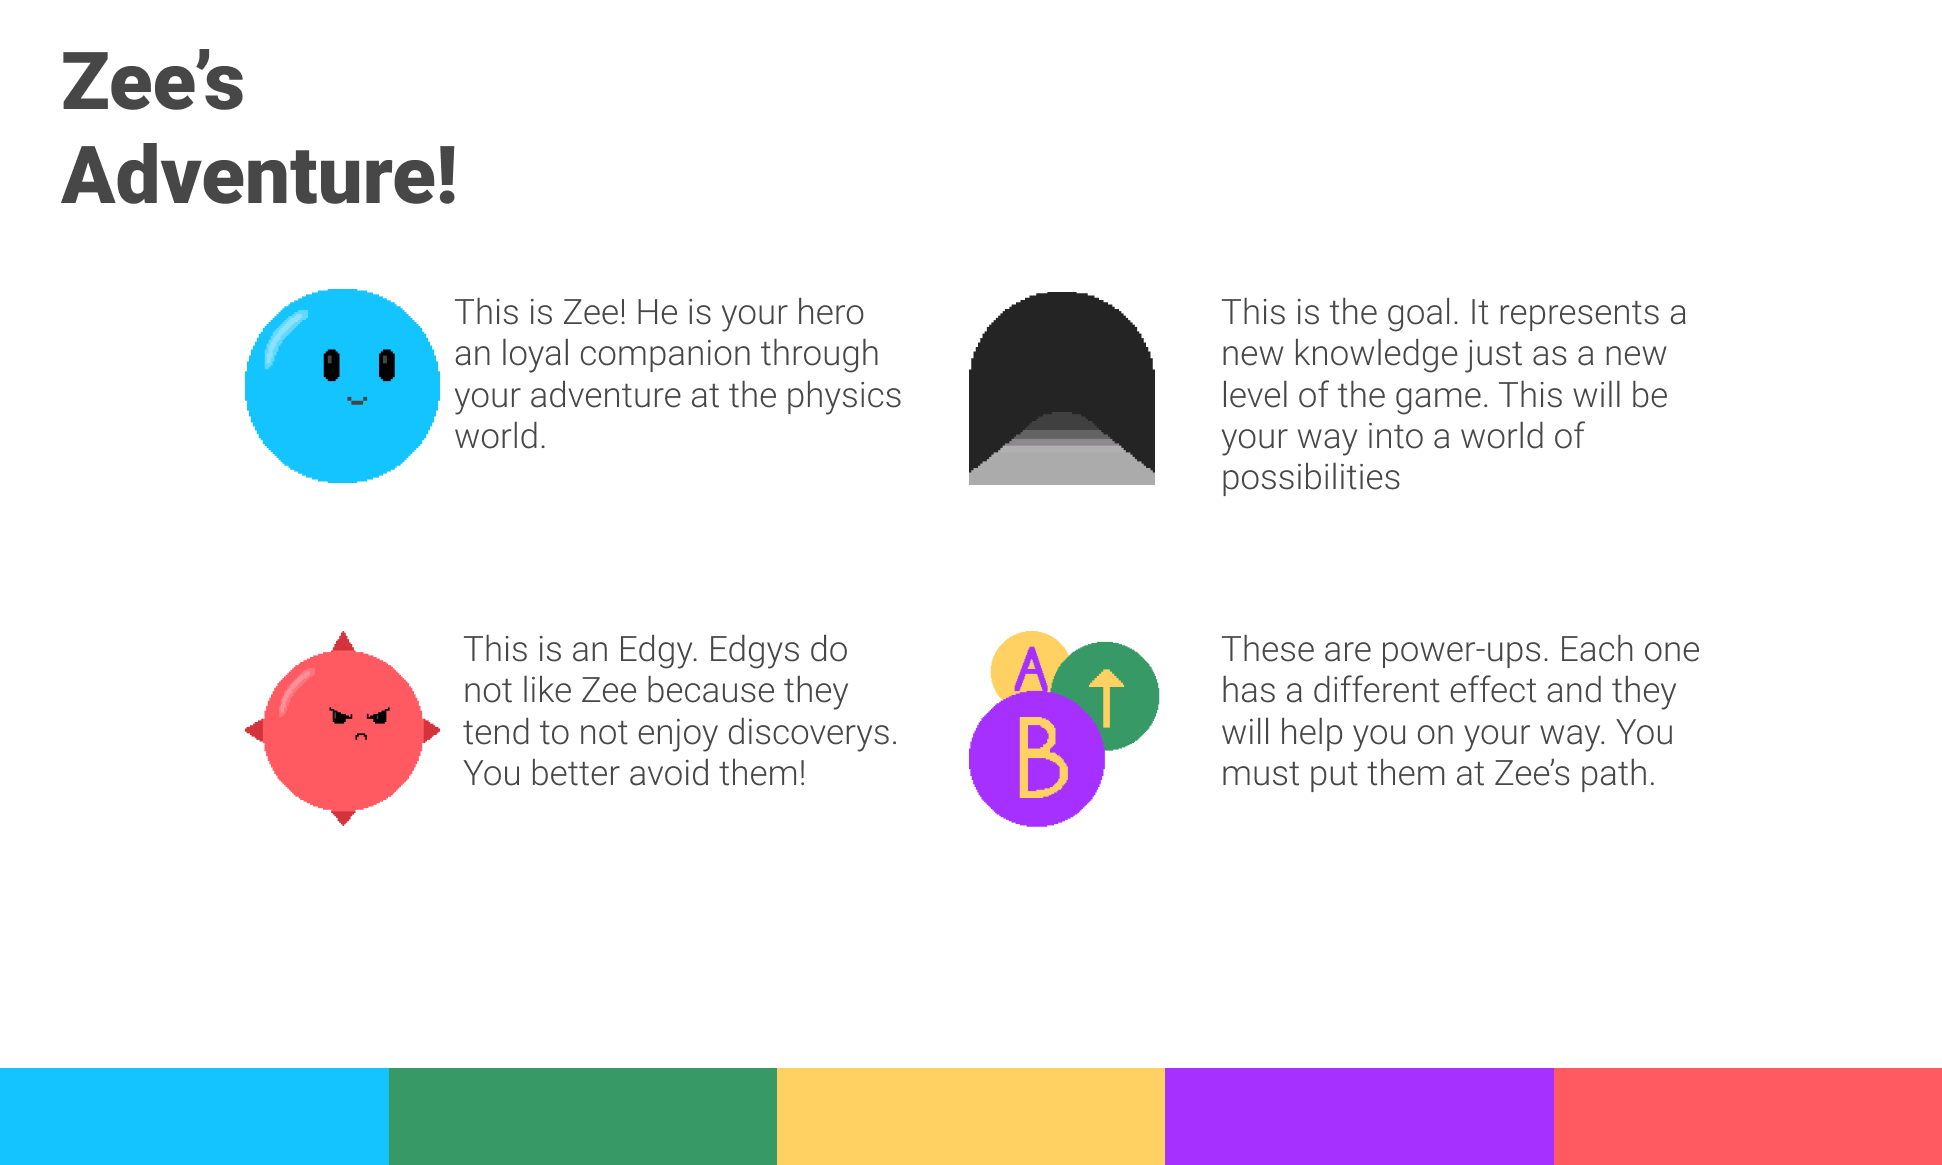 Zee’s
Adventure!
This is Zee! He is your hero
an loyal companion through
your adventure at the physics
world.
This is the goal. It represents a
new knowledge just as a new
level of the game. This will be
your way into a world of
possibilities
This is an Edgy. Edgys do
not like Zee because they
tend to not enjoy discoverys.
You better avoid them!
A
B
These are power-ups. Each one
has a different effect and they
will help you on your way. You
must put them at Zee’s path.